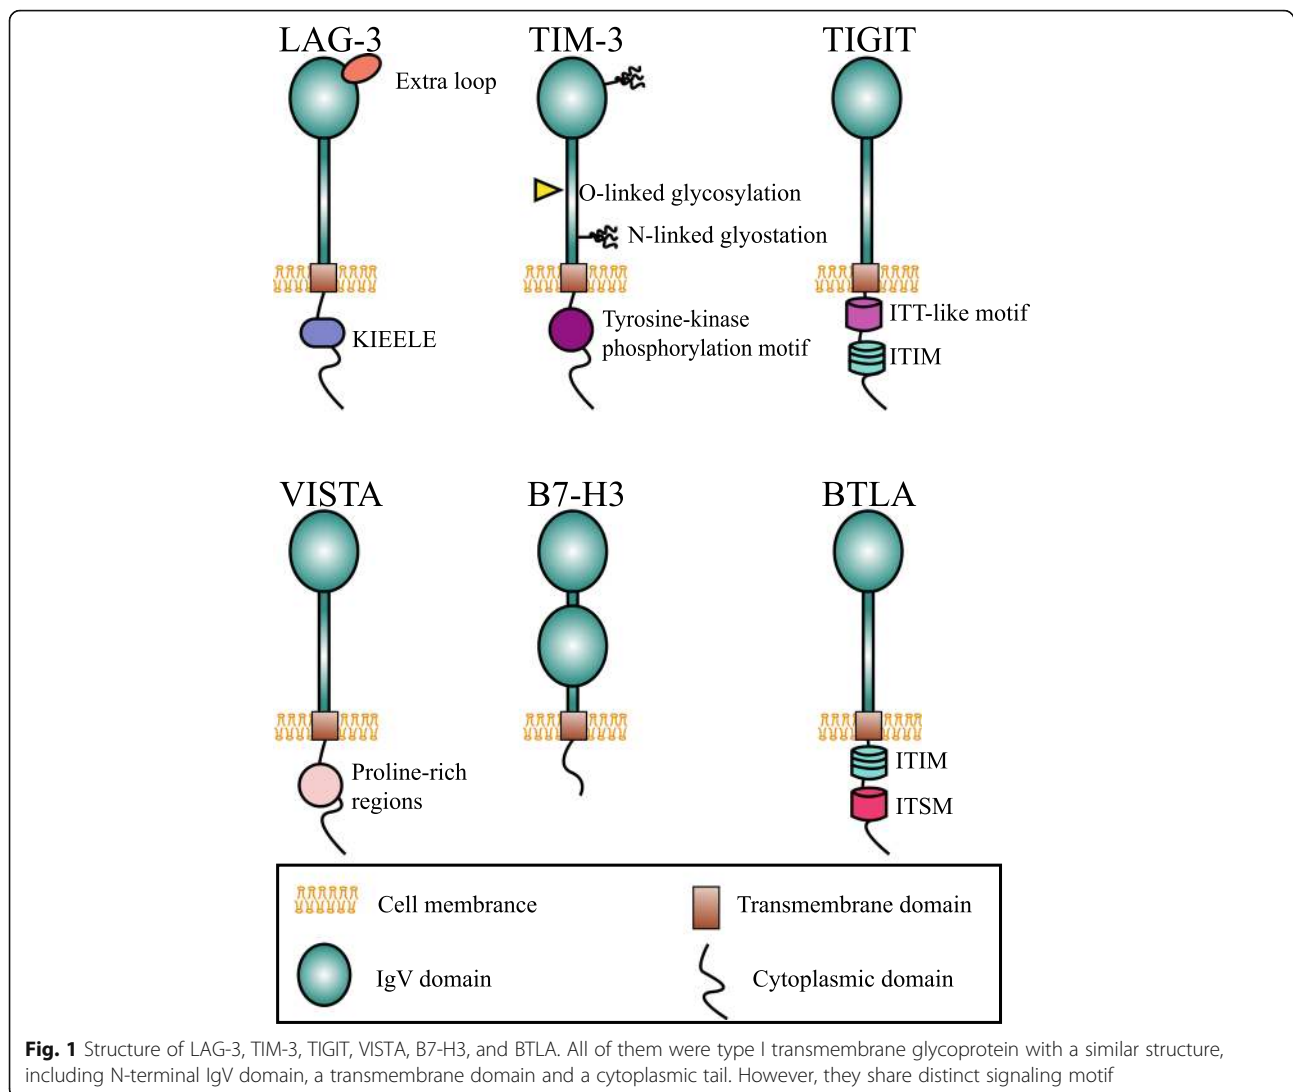 LAG-3 TIM-3 TIGIT
Extra loop
O-linked glycosylation
N-linked glyostation
KIEELE
Tyrosine-kinase
phosphorylation motif
ITT-like motif
ITIM
VISTA B7-H3 BTLA
Proline-rich
regions
ITIM
ITSM
Cell membrance
Transmembrane domain
IgV domain
Cytoplasmic domain
Fig. 1 Structure of LAG-3, TIM-3, TIGIT, VISTA, B7-H3, and BTLA. All of them were type I transmembrane glycoprotein with a similar structure,
including N-terminal IgV domain, a transmembrane domain and a cytoplasmic tail. However, they share distinct signaling motif